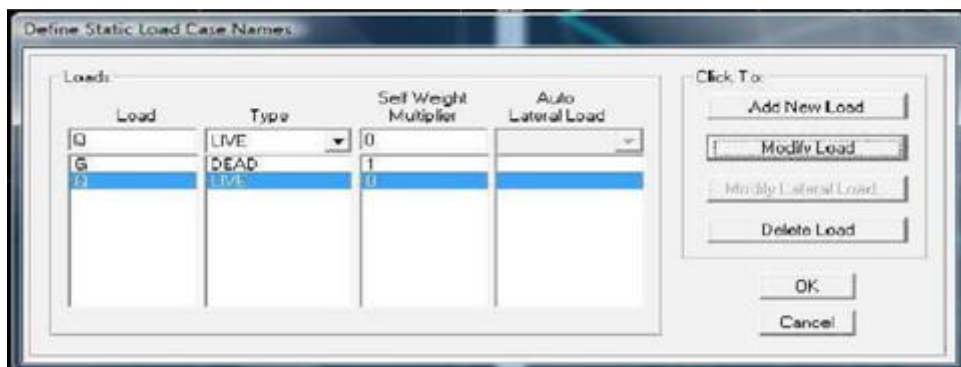 Define Static Load Case Names
Loads
Click To:
Load Type Self Weight Multiplier Auto Lateral Load
Q LIVE 0
G DEAD 1
Q LIVE 0
Add New Load
Modify Load
Modify Lateral Load
Delete Load
OK
Cancel